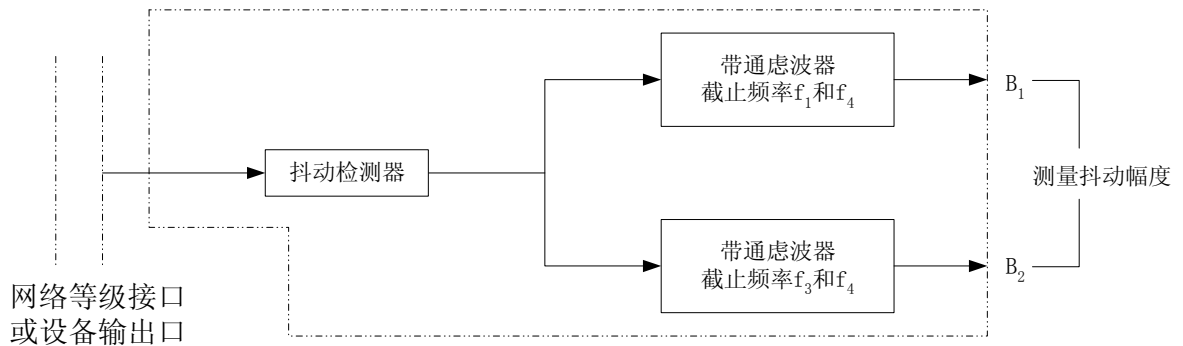 带通虑波器
截止频率f₁和f₄
B₁
抖动检测器
测量抖动幅度
带通虑波器
截止频率f₃和f₄
B₂
网络等级接口
或设备输出口